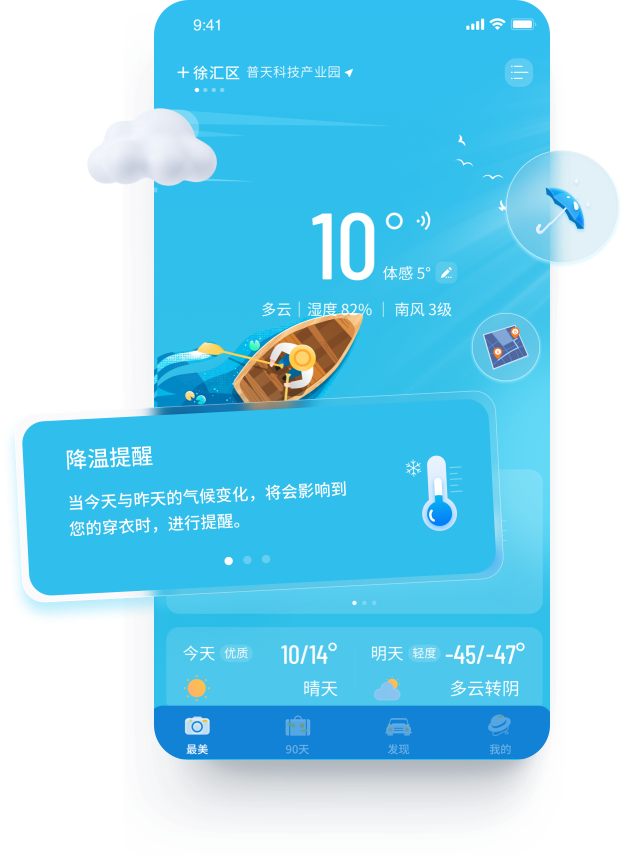 9:41
徐汇区 普天科技产业园
10°
体感 5°
多云｜湿度 82% ｜ 南风 3级
降温提醒
当今天与昨天的气候变化，将会影响到
您的穿衣时，进行提醒。
今天 优质 10/14° 明天 轻度 -45/-47°
晴天 多云转阴
最美 90天 发现 我的